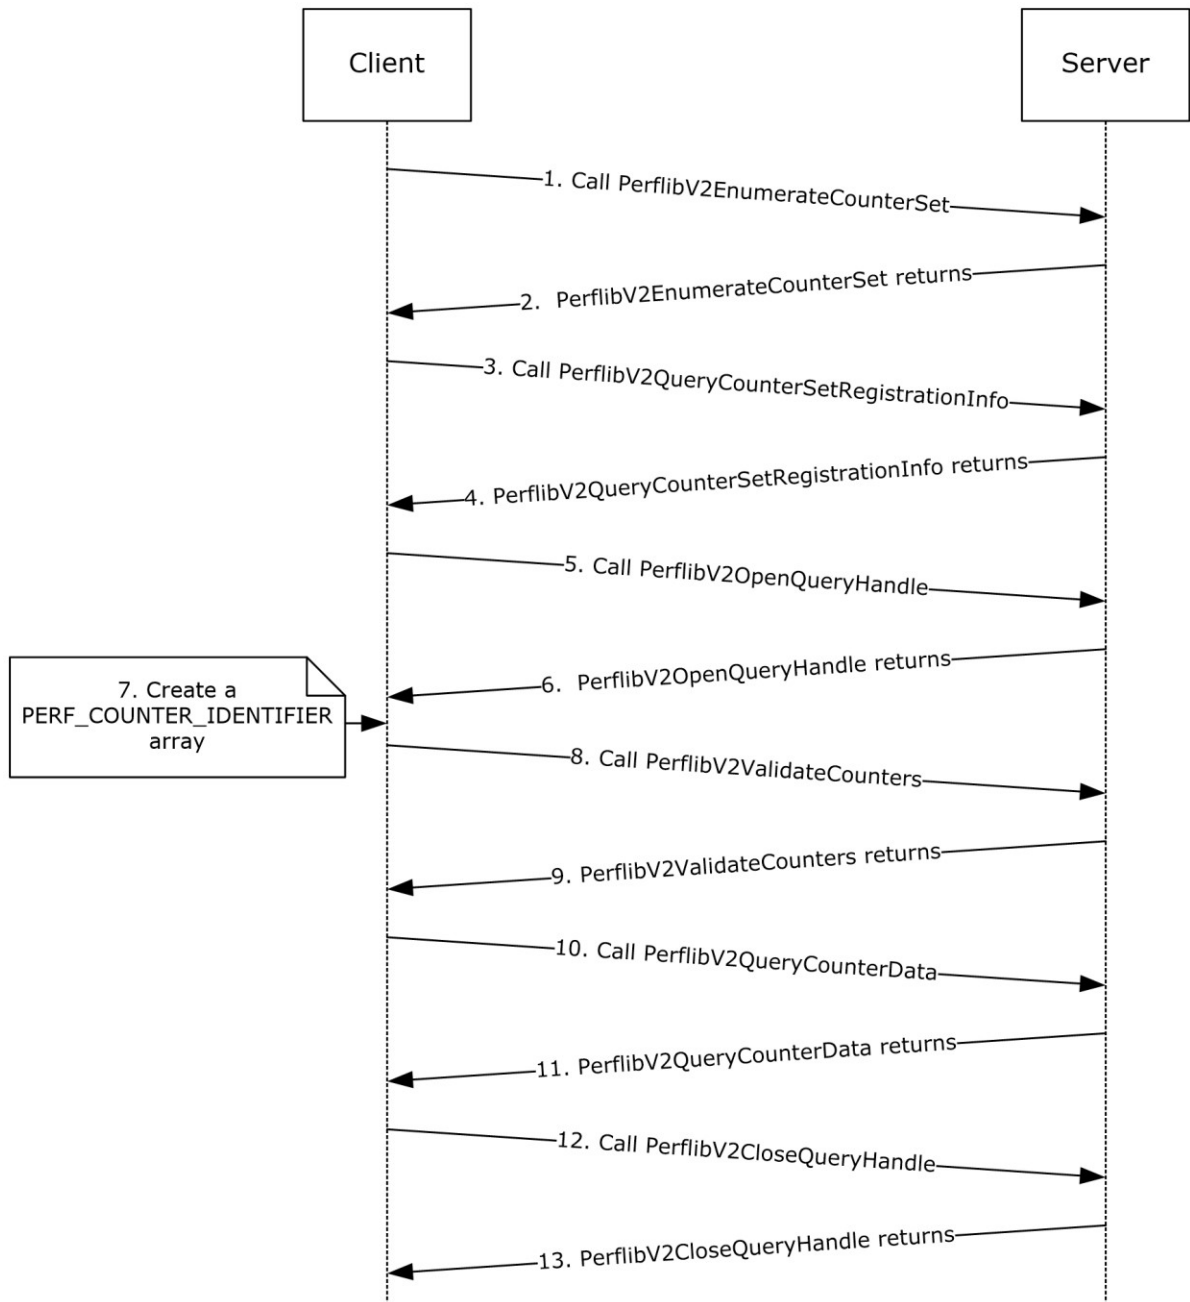 Client
Server
1. Call PerflibV2EnumerateCounterSet
2. PerflibV2EnumerateCounterSet returns
3. Call PerflibV2QueryCounterSetRegistrationInfo
4. PerflibV2QueryCounterSetRegistrationInfo returns
5. Call PerflibV2OpenQueryHandle
6. PerflibV2OpenQueryHandle returns
7. Create a
PERF_COUNTER_IDENTIFIER
array
8. Call PerflibV2ValidateCounters
9. PerflibV2ValidateCounters returns
10. Call PerflibV2QueryCounterData
11. PerflibV2QueryCounterData returns
12. Call PerflibV2CloseQueryHandle
13. PerflibV2CloseQueryHandle returns